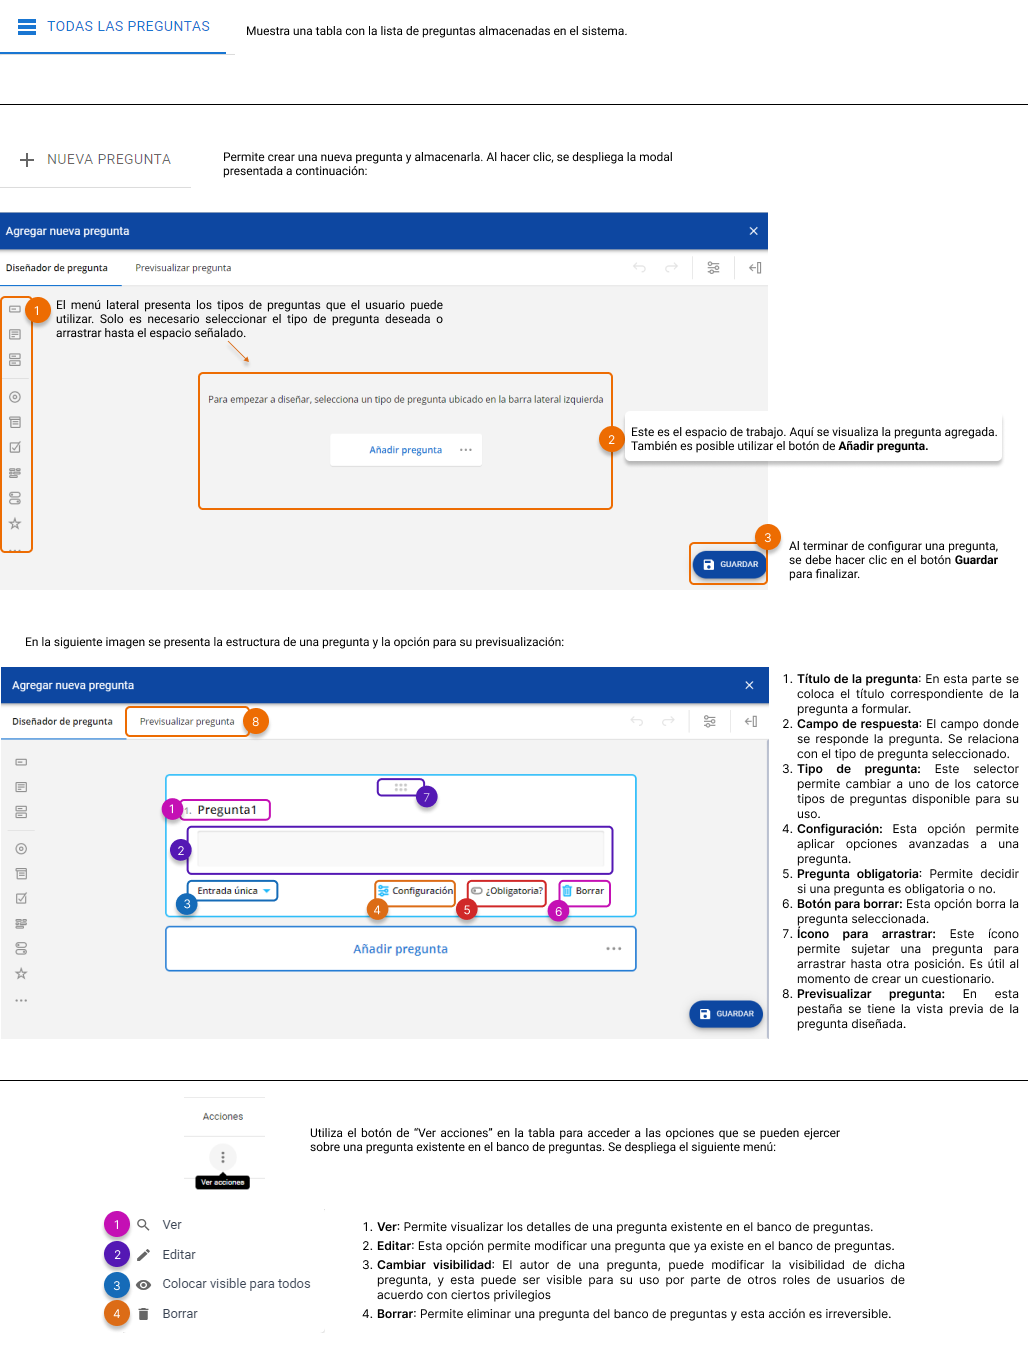 TODAS LAS PREGUNTAS
Muestra una tabla con la lista de preguntas almacenadas en el sistema.
NUEVA PREGUNTA
Permite crear una nueva pregunta y almacenarla. Al hacer clic, se despliega la modal
presentada a continuación:
Agregar nueva pregunta
Diseñador de pregunta
Previsualizar pregunta
1
El menú lateral presenta los tipos de preguntas que el usuario puede
utilizar. Solo es necesario seleccionar el tipo de pregunta deseada o
arrastrar hasta el espacio señalado.
Para empezar a diseñar, selecciona un tipo de pregunta ubicado en la barra lateral izquierda
Añadir pregunta
2
Este es el espacio de trabajo. Aquí se visualiza la pregunta agregada.
También es posible utilizar el botón de Añadir pregunta.
3
GUARDAR
Al terminar de configurar una pregunta,
se debe hacer clic en el botón Guardar
para finalizar.
En la siguiente imagen se presenta la estructura de una pregunta y la opción para su previsualización:
Agregar nueva pregunta
Diseñador de pregunta
Previsualizar pregunta
8
7
1
1. Pregunta1
2
Entrada única
3
Configuración
4
¿Obligatoria?
5
Borrar
6
Añadir pregunta
GUARDAR
1. Título de la pregunta: En esta parte se
coloca el título correspondiente de la
pregunta a formular.
2. Campo de respuesta: El campo donde
se responde la pregunta. Se relaciona
con el tipo de pregunta seleccionado.
3. Tipo de pregunta: Este selector
permite cambiar a uno de los catorce
tipos de preguntas disponible para su
uso.
4. Configuración: Esta opción permite
aplicar opciones avanzadas a una
pregunta.
5. Pregunta obligatoria: Permite decidir
si una pregunta es obligatoria o no.
6. Botón para borrar: Esta opción borra la
pregunta seleccionada.
7. Ícono para arrastrar: Este ícono
permite sujetar una pregunta para
arrastrar hasta otra posición. Es útil al
momento de crear un cuestionario.
8. Previsualizar pregunta: En esta
pestaña se tiene la vista previa de la
pregunta diseñada.
Acciones
Ver acciones
Utiliza el botón de “Ver acciones” en la tabla para acceder a las opciones que se pueden ejercer
sobre una pregunta existente en el banco de preguntas. Se despliega el siguiente menú:
1 Ver
2 Editar
3 Colocar visible para todos
4 Borrar
1. Ver: Permite visualizar los detalles de una pregunta existente en el banco de preguntas.
2. Editar: Esta opción permite modificar una pregunta que ya existe en el banco de preguntas.
3. Cambiar visibilidad: El autor de una pregunta, puede modificar la visibilidad de dicha
pregunta, y esta puede ser visible para su uso por parte de otros roles de usuarios de
acuerdo con ciertos privilegios
4. Borrar: Permite eliminar una pregunta del banco de preguntas y esta acción es irreversible.